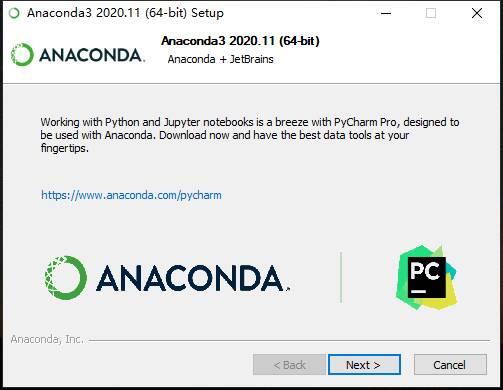 Anaconda3 2020.11 (64-bit) Setup
ANACONDA.
Anaconda3 2020.11 (64-bit)
Anaconda + JetBrains
Working with Python and Jupyter notebooks is a breeze with PyCharm Pro, designed to
be used with Anaconda. Download now and have the best data tools at your
fingertips.
https://www.anaconda.com/pycharm
ANACONDA.
PC
Anaconda, Inc.
< Back
Next >
Cancel